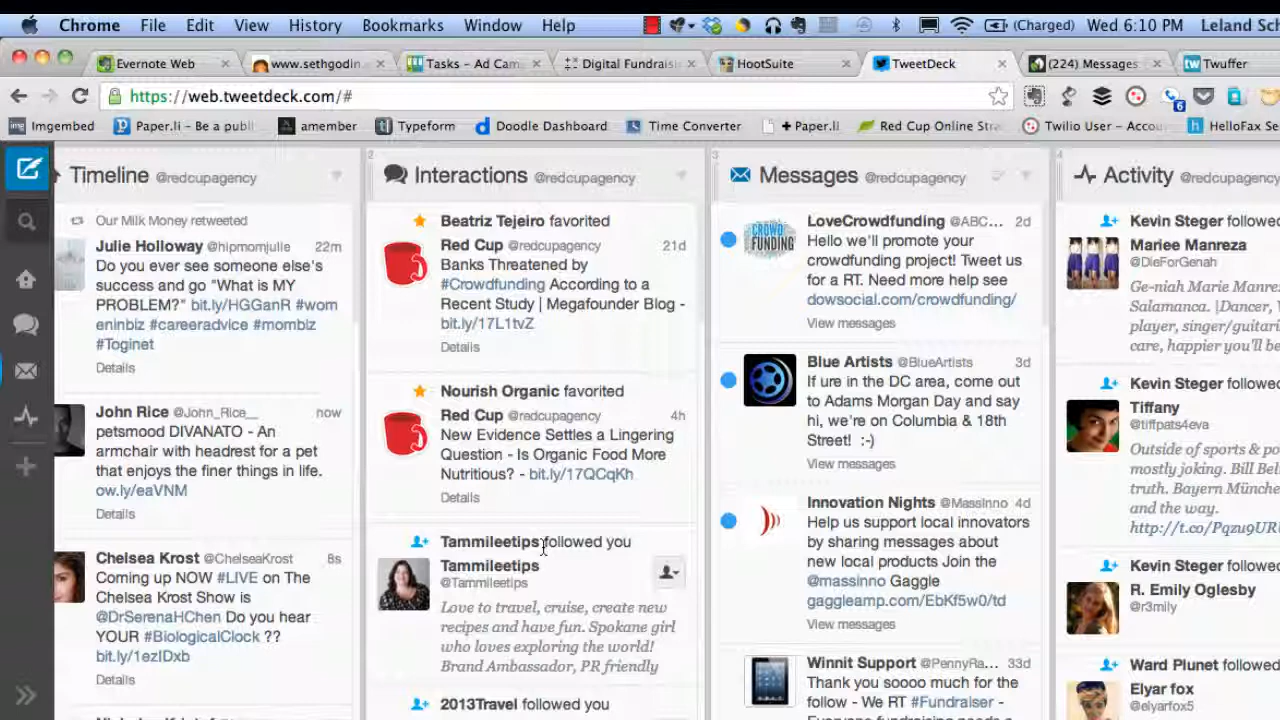 Chrome File Edit View History Bookmarks Window Help (Charged) Wed 6:10 PM Leland Sch
Evernote Web www.sethgodin. Tasks – Ad Cam Digital Fundrais HootSuite TweetDeck (224) Messages Twuffer
https://web.tweetdeck.com/# 6
Imgembed Paper.li - Be a publi amember Typeform Doodle Dashboard Time Converter + Paper.li Red Cup Online Stra Twilio User - Accou HelloFax Se
Timeline @redcupagency
Our Milk Money retweeted
Julie Holloway @hipmomjulie 22m
Do you ever see someone else's
success and go "What is MY
PROBLEM?" bit.ly/HGGanR #wom
eninbiz #careeradvice #mombiz
#Toginet
Details
John Rice @John_Rice__ now
petsmood DIVANATO - An
armchair with headrest for a pet
that enjoys the finer things in life.
ow.ly/eaVNM
Details
Chelsea Krost @ChelseaKrost 8s
Coming up NOW #LIVE on The
Chelsea Krost Show is
@DrSerenaHChen Do you hear
YOUR #BiologicalClock ??
bit.ly/1ezIDxb
Details
2
Interactions @redcupagency
Beatriz Tejeiro favorited
Red Cup @redcupagency 21d
Banks Threatened by
#Crowdfunding According to a
Recent Study | Megafounder Blog -
bit.ly/17L1tvZ
Details
Nourish Organic favorited
Red Cup @redcupagency 4h
New Evidence Settles a Lingering
Question - Is Organic Food More
Nutritious? - bit.ly/17QCqKh
Details
Tammileetips followed you
Tammileetips
@Tammileetips
Love to travel, cruise, create new
recipes and have fun. Spokane girl
who loves exploring the world!
Brand Ambassador, PR friendly
2013Travel followed you
3
Messages @redcupagency
LoveCrowdfunding @ABC... 2d
CROWD
FUNDING
Hello we'll promote your
crowdfunding project! Tweet us
for a RT. Need more help see
dowsocial.com/crowdfunding/
View messages
Blue Artists @BlueArtists 3d
If ure in the DC area, come out
to Adams Morgan Day and say
hi, we're on Columbia & 18th
Street! :-)
View messages
Innovation Nights @MassInno 4d
Help us support local innovators
by sharing messages about
new local products Join the
@massinno Gaggle
gaggleamp.com/EbKf5w0/td
View messages
Winnit Support @PennyRa... 33d
Thank you soooo much for the
follow - We RT #Fundraiser -
4
Activity @redcupagency
Kevin Steger followed
Mariee Manreza
@DieForGenah
Ge-niah Marie Manrez
Salamanca. |Dancer,
player, singer/guitari
care, happier you'll be
Kevin Steger followed
Tiffany
@tiffpats4eva
Outside of sports & po
mostly joking. Bill Bel
truth. Bayern Münche
and the way.
http://t.co/Pqzu9UR
Kevin Steger followed
R. Emily Oglesby
@r3mily
Ward Plunet followed
Elyar fox
@elyarfox5